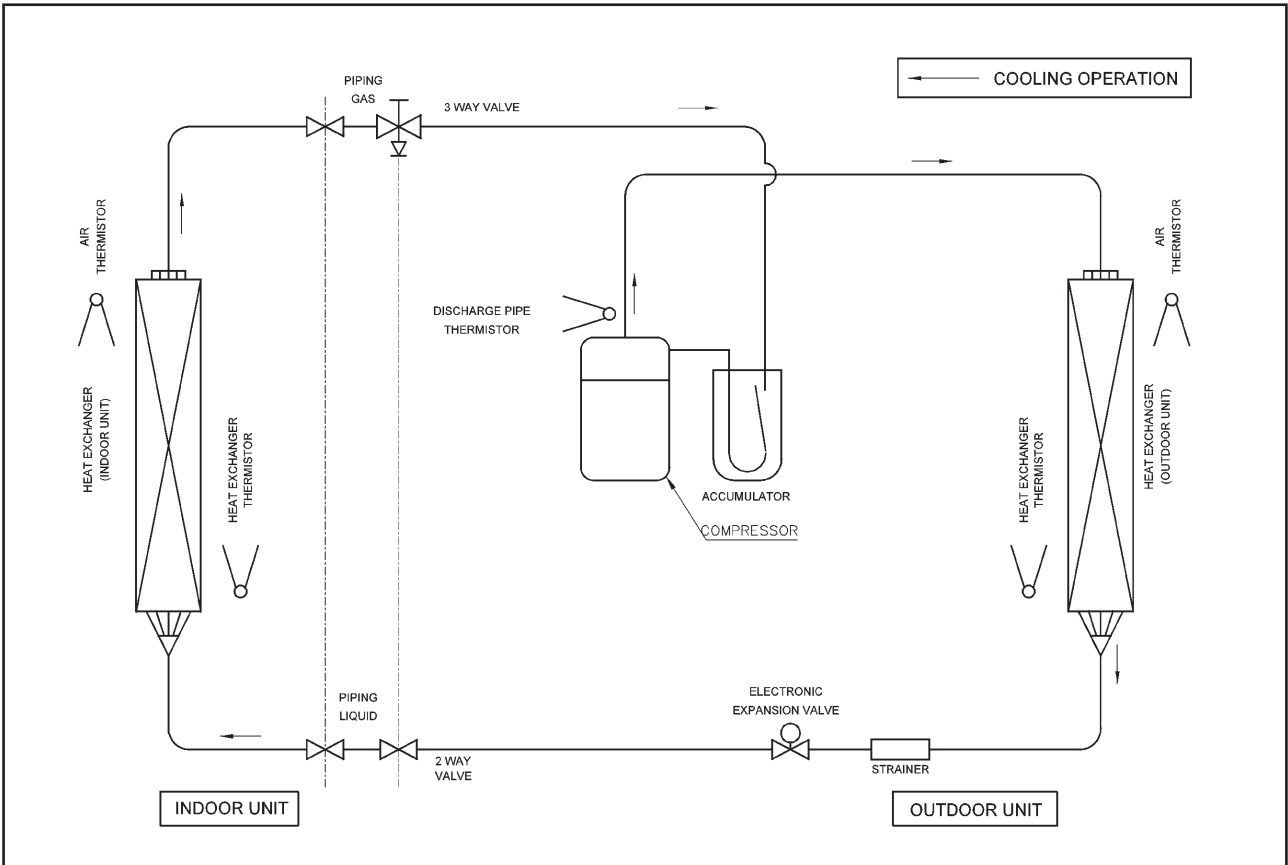 COOLING OPERATION
PIPING
GAS
3 WAY VALVE
AIR
THERMISTOR
HEAT EXCHANGER
(INDOOR UNIT)
HEAT EXCHANGER
THERMISTOR
DISCHARGE PIPE
THERMISTOR
ACCUMULATOR
COMPRESSOR
AIR
THERMISTOR
HEAT EXCHANGER
(OUTDOOR UNIT)
HEAT EXCHANGER
THERMISTOR
PIPING
LIQUID
2 WAY
VALVE
ELECTRONIC
EXPANSION VALVE
STRAINER
INDOOR UNIT
OUTDOOR UNIT